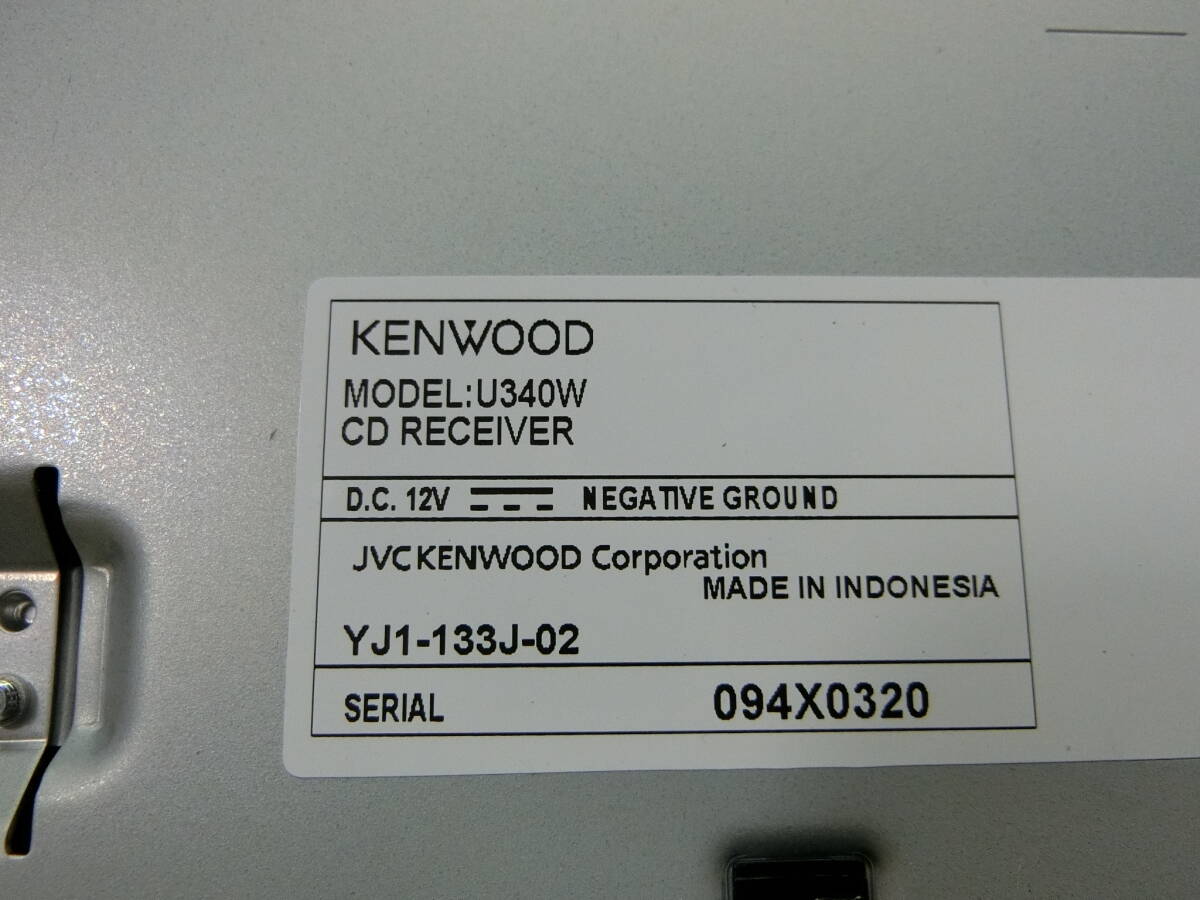 KENWOOD
MODEL:U340W
CD RECEIVER
D.C. 12V NEGATIVE GROUND
JVCKENWOOD Corporation
MADE IN INDONESIA
YJ1-133J-02
SERIAL 094X0320